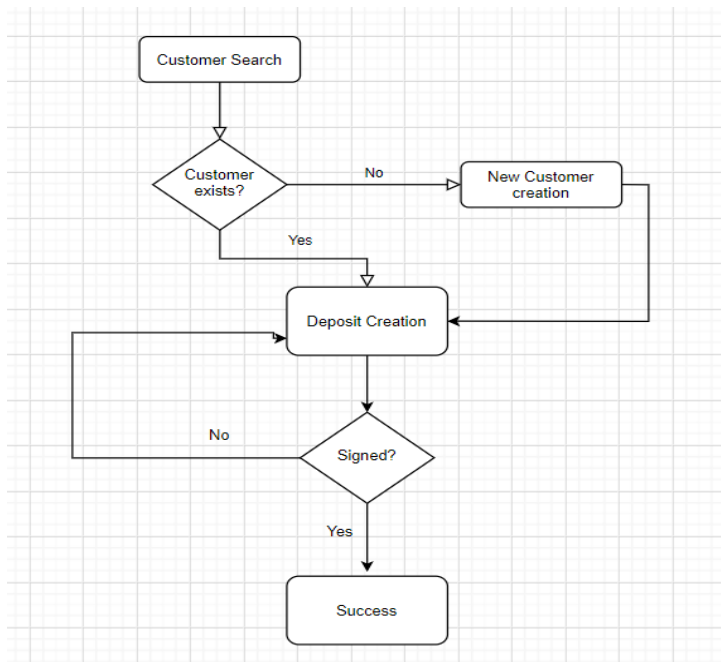 Customer Search
Customer
exists?
No
New Customer
creation
Yes
Deposit Creation
No
Signed?
Yes
Success